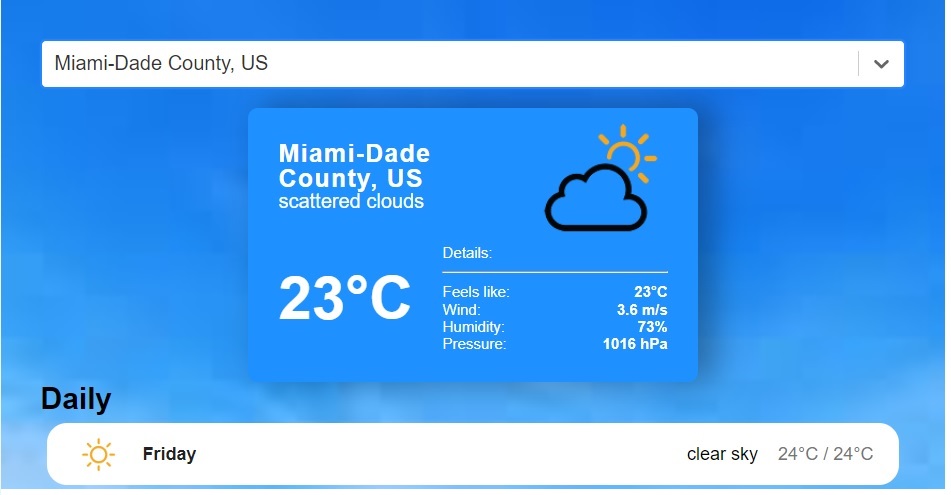 Miami-Dade County, US
Miami-Dade
County, US
scattered clouds
23°C
Details:
Feels like: 23°C
Wind: 3.6 m/s
Humidity: 73%
Pressure: 1016 hPa
Daily
Friday clear sky 24°C / 24°C